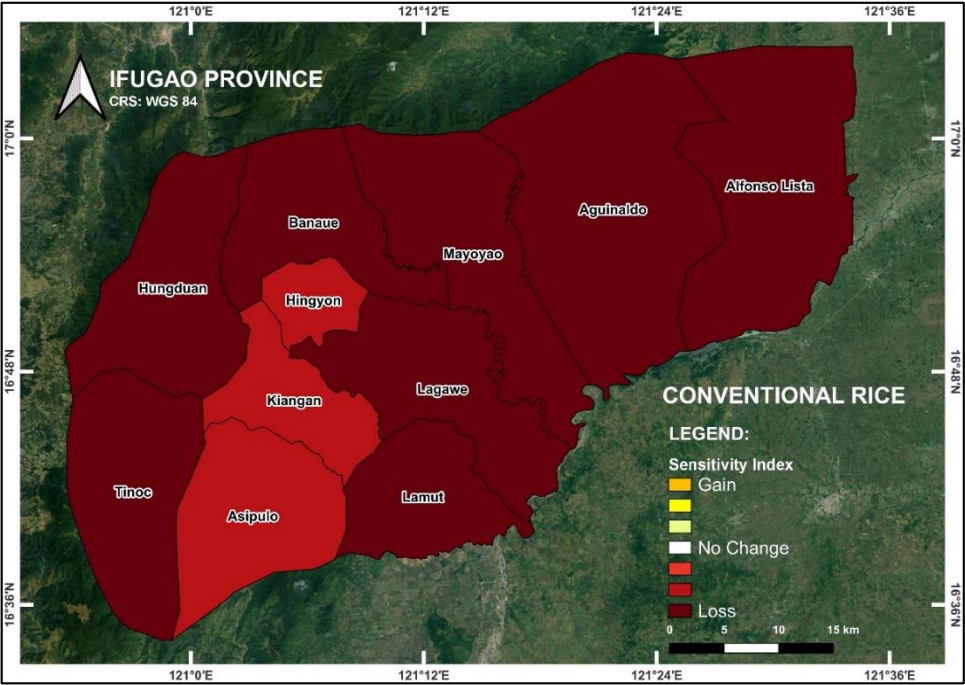 121°0'E 121°12'E 121°24'E 121°36'E
IFUGAO PROVINCE
CRS: WGS 84
17°0'N 17°0'N
Alfonso Lista
Aguinaldo
Banaue
Mayoyao
Hungduan
Hingyon
16°48'N 16°48'N
Lagawe
Kiangan
CONVENTIONAL RICE
LEGEND:
Sensitivity Index
Gain
No Change
Loss
Tinoc
Lamut
Asipulo
16°36'N 16°36'N
0 5 10 15 km
121°0'E 121°12'E 121°24'E 121°36'E